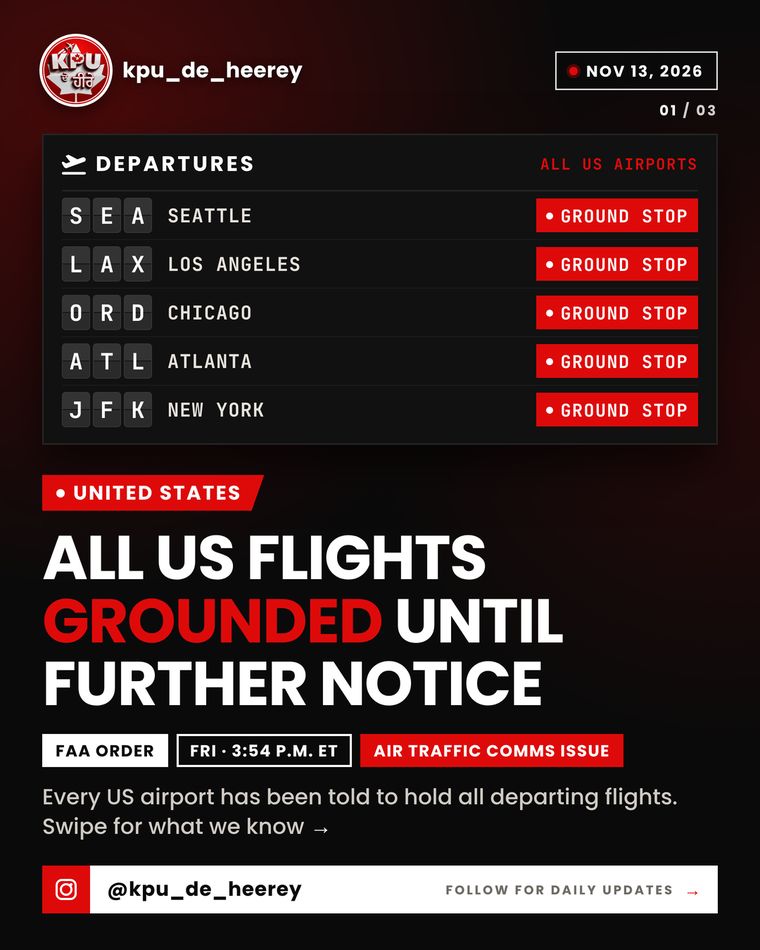 KPU
ਦੇ ਹੀਰੇ
kpu_de_heerey
NOV 13, 2026
01 / 03
DEPARTURES
ALL US AIRPORTS
SEA SEATTLE • GROUND STOP
LAX LOS ANGELES • GROUND STOP
ORD CHICAGO • GROUND STOP
ATL ATLANTA • GROUND STOP
JFK NEW YORK • GROUND STOP
• UNITED STATES
ALL US FLIGHTS
GROUNDED UNTIL
FURTHER NOTICE
FAA ORDER
FRI · 3:54 P.M. ET
AIR TRAFFIC COMMS ISSUE
Every US airport has been told to hold all departing flights.
Swipe for what we know →
@kpu_de_heerey
FOLLOW FOR DAILY UPDATES →